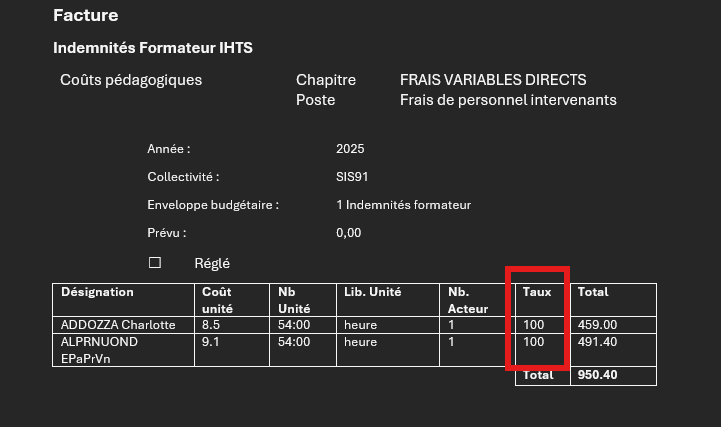 Facture
Indemnités Formateur IHTS
Coûts pédagogiques Chapitre FRAIS VARIABLES DIRECTS
Poste Frais de personnel intervenants
Année : 2025
Collectivité : SIS91
Enveloppe budgétaire : 1 Indemnités formateur
Prévu : 0,00
☐ Réglé
Désignation Coût unité Nb Unité Lib. Unité Nb. Acteur Taux Total
ADDOZZA Charlotte 8.5 54:00 heure 1 100 459.00
ALPRNUOND EPaPrVn 9.1 54:00 heure 1 100 491.40
Total 950.40